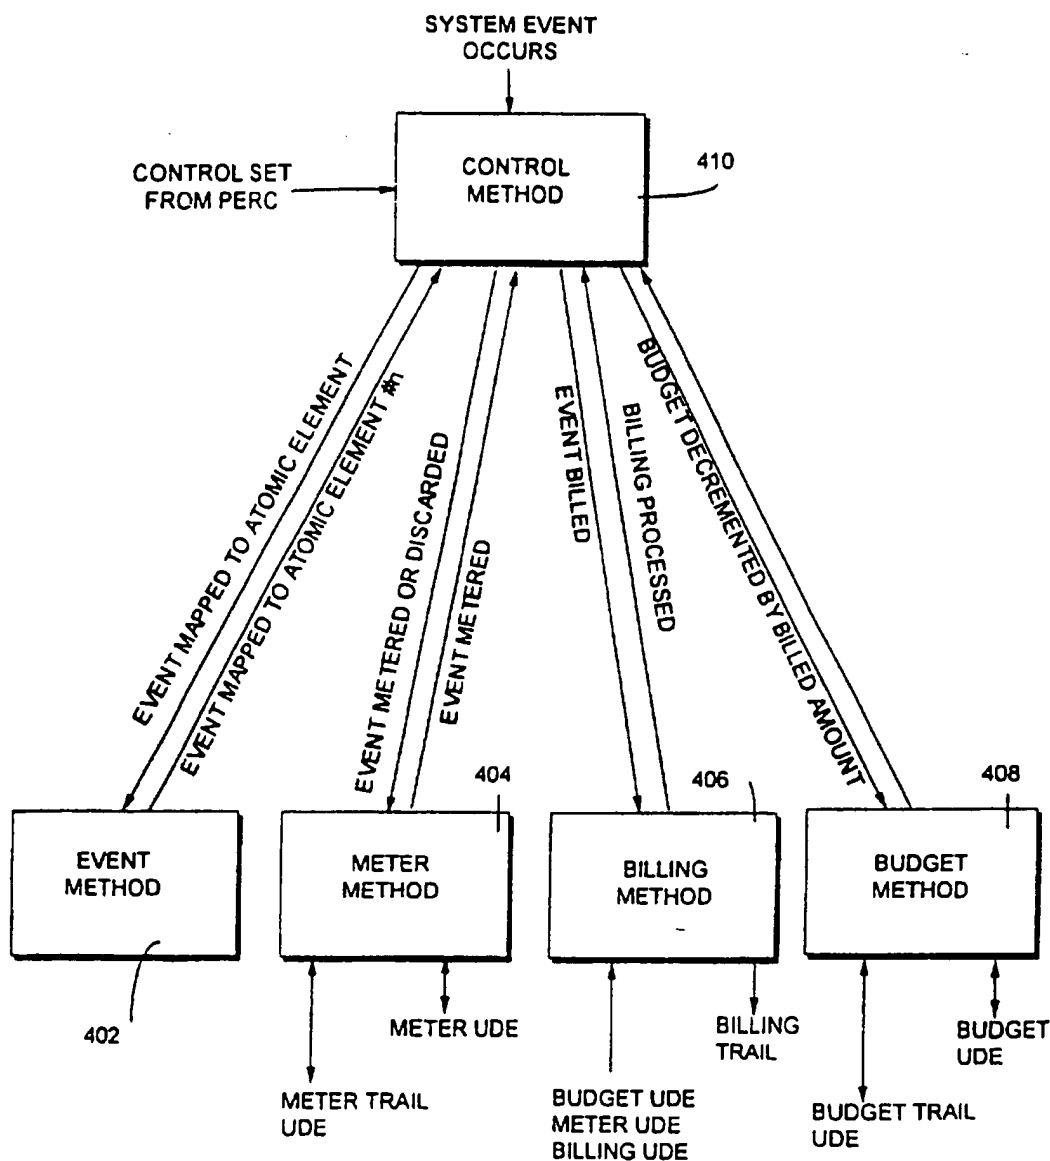 SYSTEM EVENT
OCCURS
CONTROL SET
FROM PERC
CONTROL
METHOD
410
EVENT MAPPED TO ATOMIC ELEMENT
EVENT MAPPED TO ATOMIC ELEMENT #n
EVENT METERED OR DISCARDED
EVENT METERED
EVENT BILLED
BILLING PROCESSED
BUDGET DECREMENTED BY BILLED AMOUNT
EVENT
METHOD
402
METER
METHOD
404
BILLING
METHOD
406
BUDGET
METHOD
408
METER TRAIL
UDE
METER UDE
BUDGET UDE
METER UDE
BILLING UDE
BILLING
TRAIL
BUDGET TRAIL
UDE
BUDGET
UDE